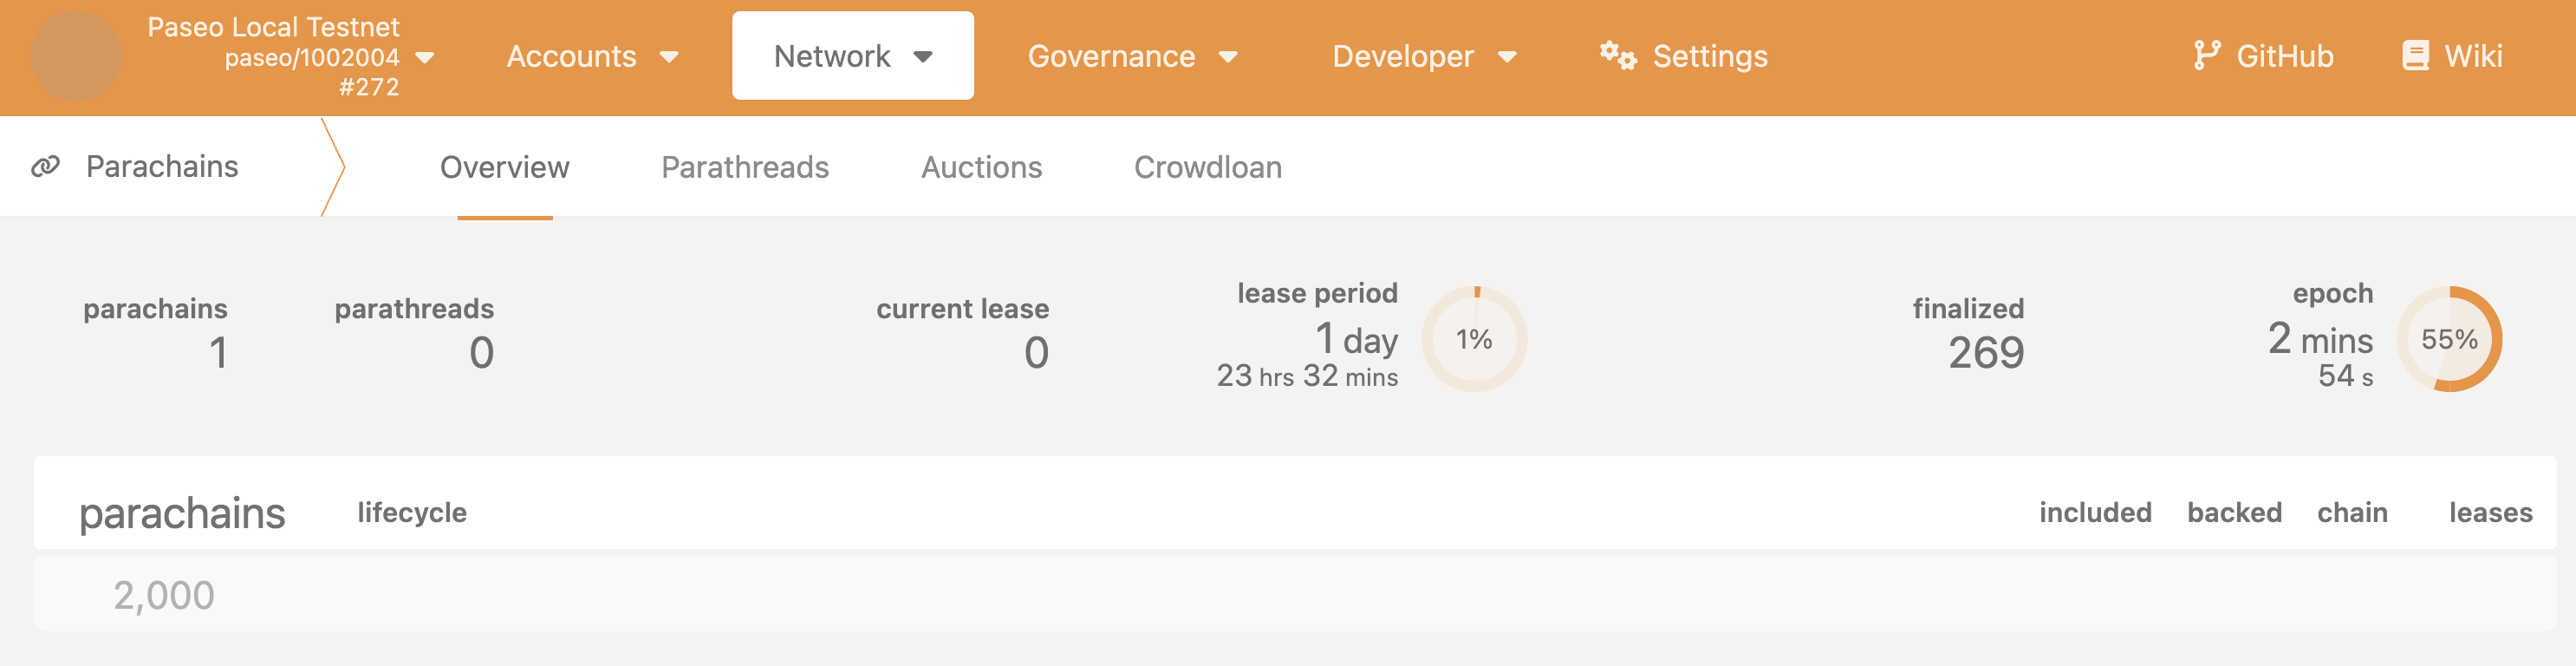 Paseo Local Testnet
paseo/1002004
#272
Accounts
Network
Governance
Developer
Settings
GitHub
Wiki
Parachains
Overview
Parathreads
Auctions
Crowdloan
parachains
1
parathreads
0
current lease
0
lease period
1 day
23 hrs 32 mins
1%
finalized
269
epoch
2 mins
54 s
55%
parachains lifecycle included backed chain leases
2,000